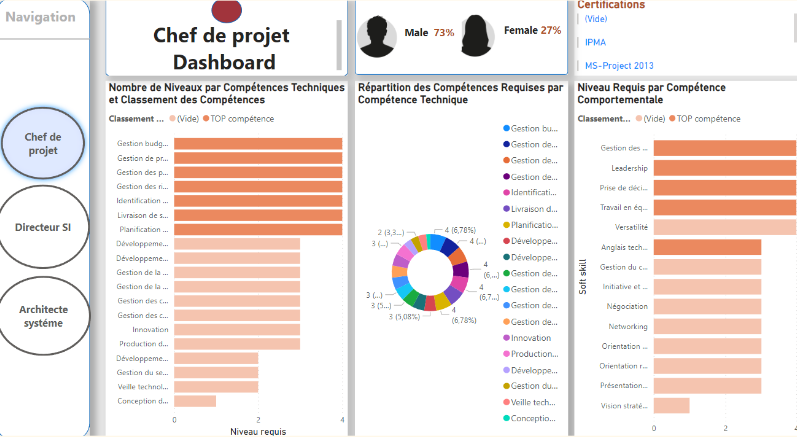 Navigation
Chef de
projet
Directeur SI
Architecte
systéme
Chef de projet
Dashboard
Male 73%
Female 27%
Certifications
(Vide)
IPMA
MS-Project 2013
Nombre de Niveaux par Compétences Techniques
et Classement des Compétences
Classement ... (Vide) TOP compétence
Gestion budg...
Gestion de pr...
Gestion des p...
Gestion des n...
Identification ...
Livraison de s...
Planification ...
Développeme...
Développeme...
Gestion de la ...
Gestion de la ...
Gestion des c...
Gestion des c...
Innovation
Production d...
Développeme...
Gestion du se...
Veille technol...
Conception d...
0 2 4
Niveau requis
Répartition des Compétences Requises par
Compétence Technique
4 (6,78%)
4 (...)
4
(6,...)
4
(6,7...)
4
(6,78%)
3 (5,08%)
3 (5...)
3 (...)
3 (...)
2 (3,3...)
Gestion bu...
Gestion de...
Gestion de...
Gestion de...
Identificati...
Livraison d...
Planificatio...
Développe...
Développe...
Gestion de...
Gestion de...
Gestion de...
Gestion de...
Innovation
Production...
Développe...
Gestion du...
Veille tech...
Conceptio...
Niveau Requis par Compétence
Comportementale
Classement... (Vide) TOP compétence
Soft skill
Gestion des ...
Leadership
Prise de déci...
Travail en éq...
Versatilité
Anglais tech...
Gestion du c...
Initiative et ...
Négociation
Networking
Orientation ...
Orientation r...
Présentation...
Vision straté...
0 2 4